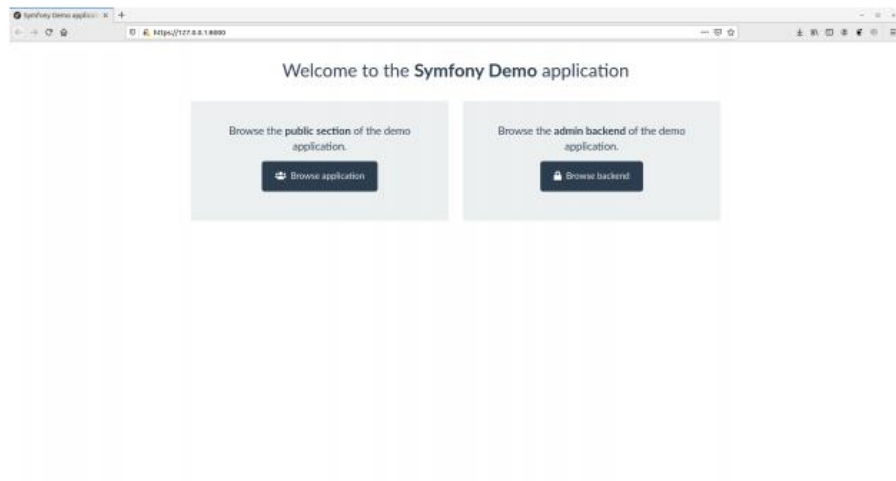 Symfony Demo applicati
https://127.0.0.1:8000
Welcome to the Symfony Demo application
Browse the public section of the demo
application.
Browse application
Browse the admin backend of the demo
application.
Browse backend